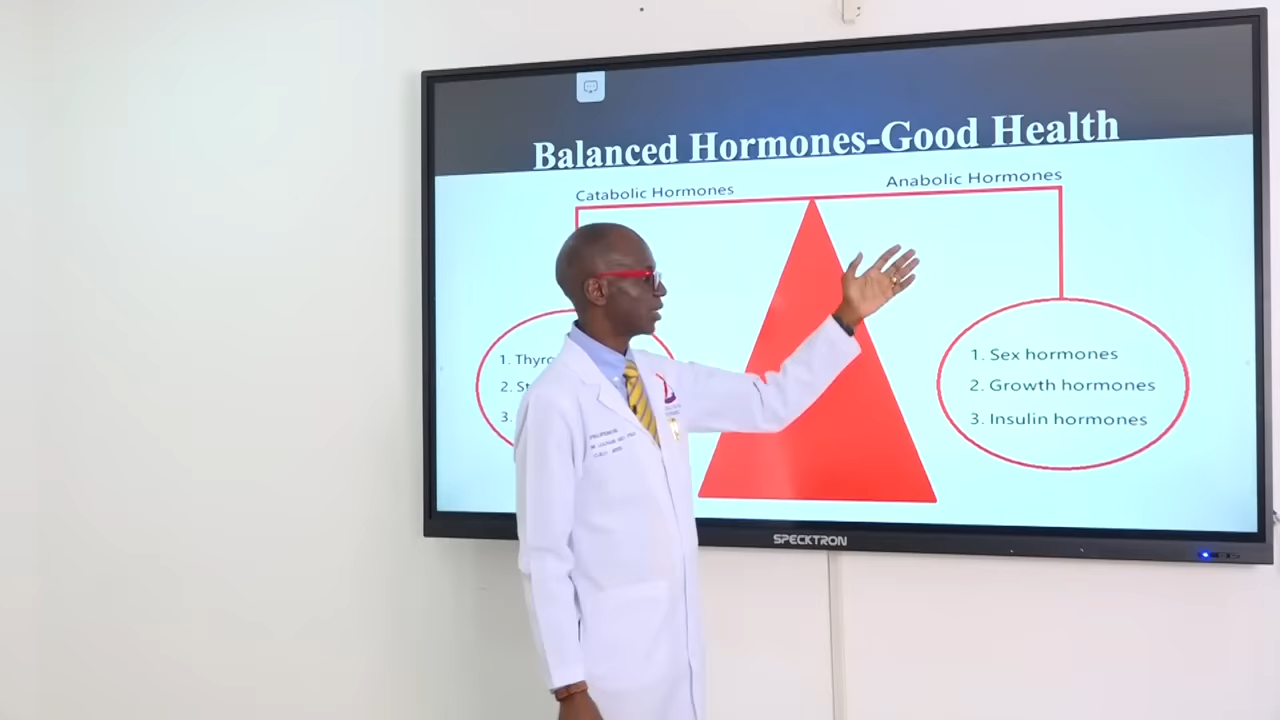 Balanced Hormones-Good Health
Catabolic Hormones
Anabolic Hormones
1. Thyro
2. St
3.
1. Sex hormones
2. Growth hormones
3. Insulin hormones
PROFESSOR
SPECKTRON